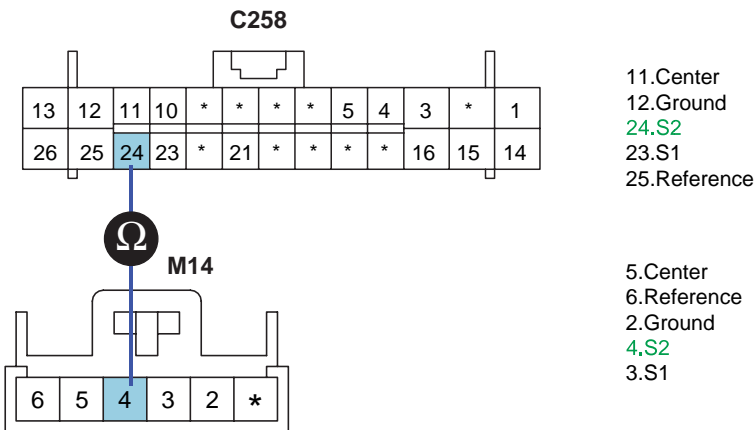 C258
13 12 11 10 * * * * 5 4 3 * 1
26 25 24 23 * 21 * * * * 16 15 14
11.Center
12.Ground
24.S2
23.S1
25.Reference
Ω
M14
6 5 4 3 2 *
5.Center
6.Reference
2.Ground
4.S2
3.S1